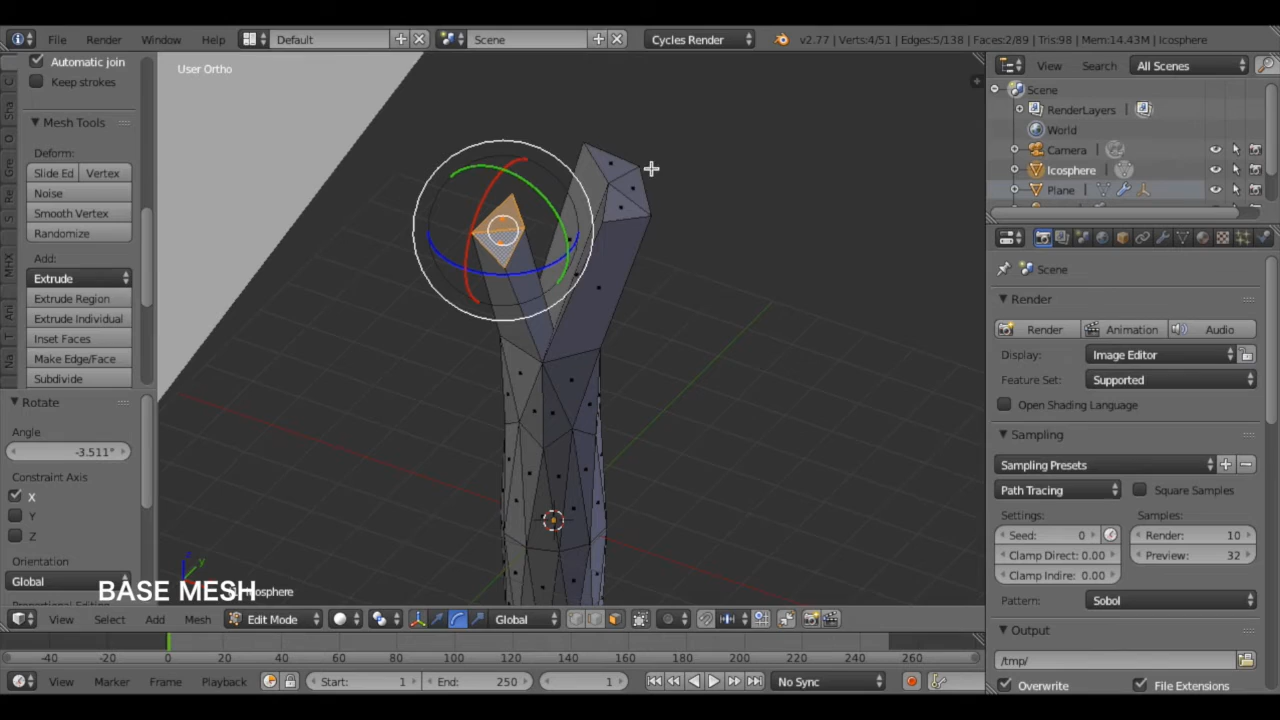 File Render Window Help Default Scene Cycles Render v2.77 | Verts:4/51 | Edges:5/138 | Faces:2/89 | Tris:98 | Mem:14.43M | Icosphere
Automatic join
Keep strokes
Mesh Tools
Deform:
Slide Ed Vertex
Noise
Smooth Vertex
Randomize
Add:
Extrude
Extrude Region
Extrude Individual
Inset Faces
Make Edge/Face
Subdivide
Rotate
Angle
-3.511°
Constraint Axis
X
Y
Z
Orientation
Global
C
Sha
O
Gre
Re
S
MHX
Ani
T
Na
User Ortho
z
y
BASE MESH
View Select Add Mesh Edit Mode Global
View Search All Scenes
Scene
RenderLayers
World
Camera
Icosphere
Plane
Scene
Render
Render Animation Audio
Display: Image Editor
Feature Set: Supported
Open Shading Language
Sampling
Sampling Presets
Path Tracing Square Samples
Settings: Samples:
Seed: 0 Render: 10
Clamp Direct: 0.00 Preview: 32
Clamp Indire: 0.00
Pattern: Sobol
Output
/tmp/
Overwrite File Extensions
-40 -20 0 20 40 60 80 100 120 140 160 180 200 220 240 260
View Marker Frame Playback Start: 1 End: 250 1 No Sync